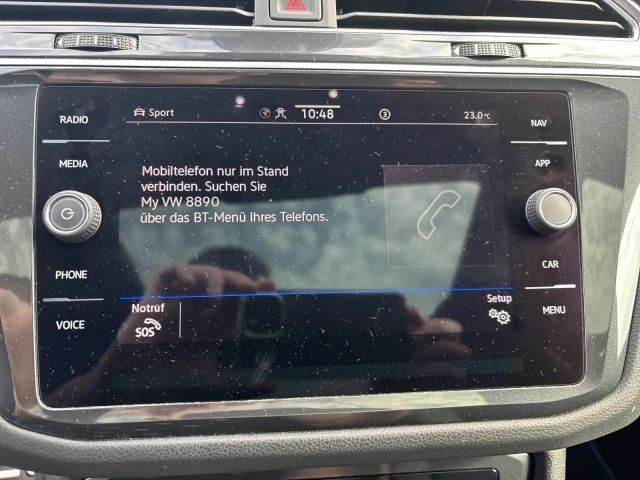 RADIO
MEDIA
PHONE
VOICE
Sport
10:48
3
23.0°C
Mobiltelefon nur im Stand
verbinden. Suchen Sie
My VW 8890
über das BT-Menü Ihres Telefons.
Notruf
SOS
Setup
NAV
APP
CAR
MENU